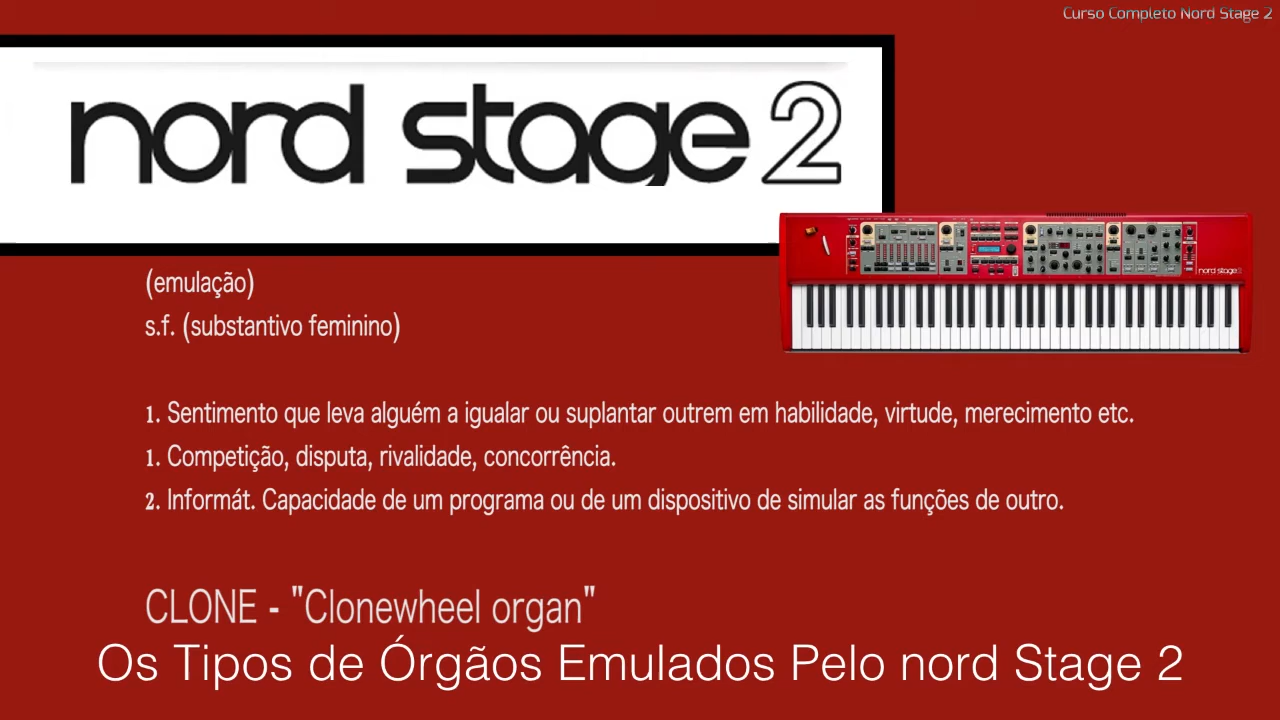 Curso Completo Nord Stage 2
nord stage 2
nord stage 2
(emulação)
s.f. (substantivo feminino)
1. Sentimento que leva alguém a igualar ou suplantar outrem em habilidade, virtude, merecimento etc.
1. Competição, disputa, rivalidade, concorrência.
2. Informát. Capacidade de um programa ou de um dispositivo de simular as funções de outro.
CLONE - "Clonewheel organ"
Os Tipos de Órgãos Emulados Pelo nord Stage 2